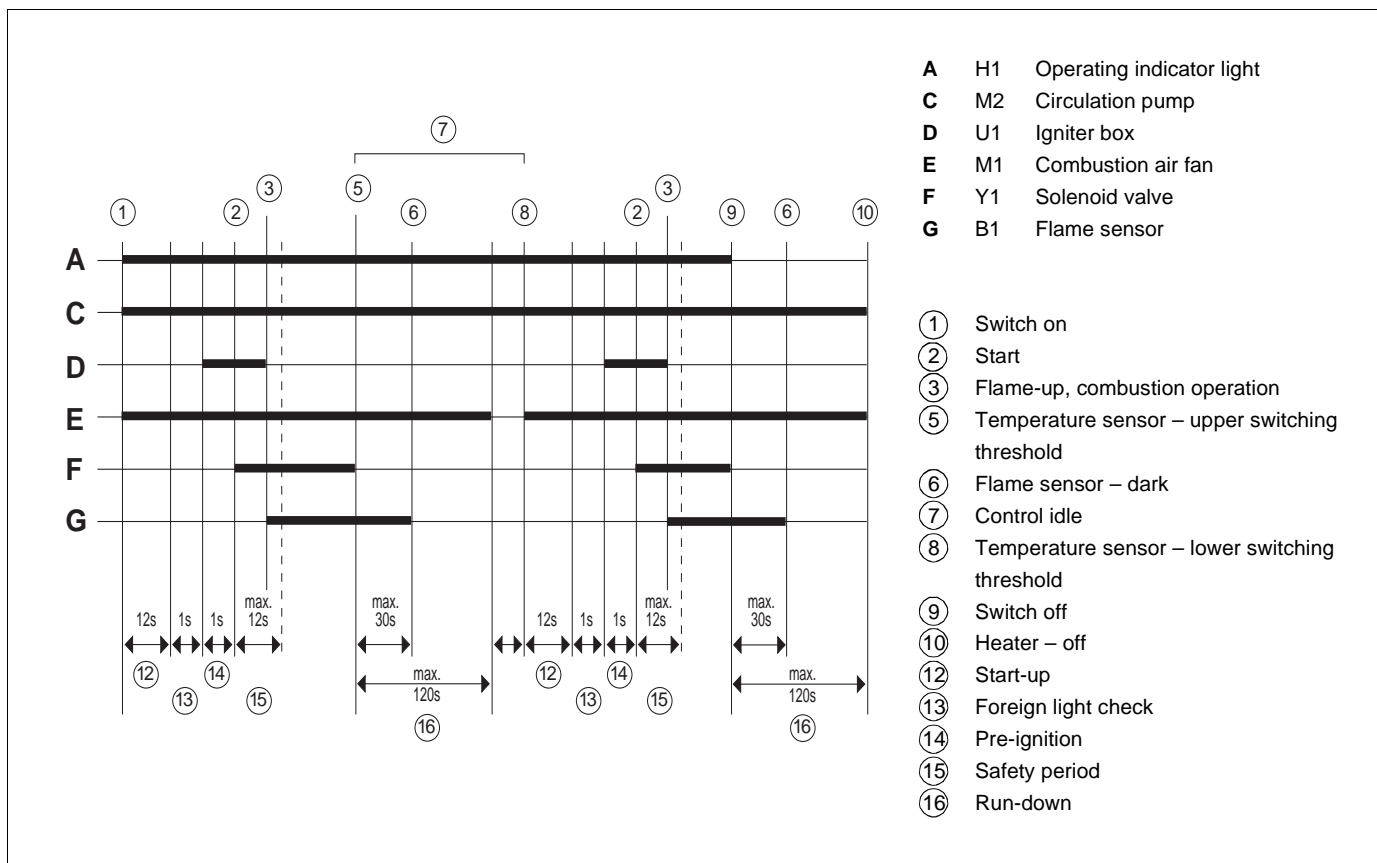 7
3 5 3
1 2 6 8 2 9 6 10
A
C
D
E
F
G
12s 1s 1s max. 12s max. 30s 12s 1s 1s max. 12s max. 30s
12 14 max. 120s 12 14 max. 120s
13 15 13 15
16 16
A H1 Operating indicator light
C M2 Circulation pump
D U1 Igniter box
E M1 Combustion air fan
F Y1 Solenoid valve
G B1 Flame sensor
1 Switch on
2 Start
3 Flame-up, combustion operation
5 Temperature sensor – upper switching
threshold
6 Flame sensor – dark
7 Control idle
8 Temperature sensor – lower switching
threshold
9 Switch off
10 Heater – off
12 Start-up
13 Foreign light check
14 Pre-ignition
15 Safety period
16 Run-down